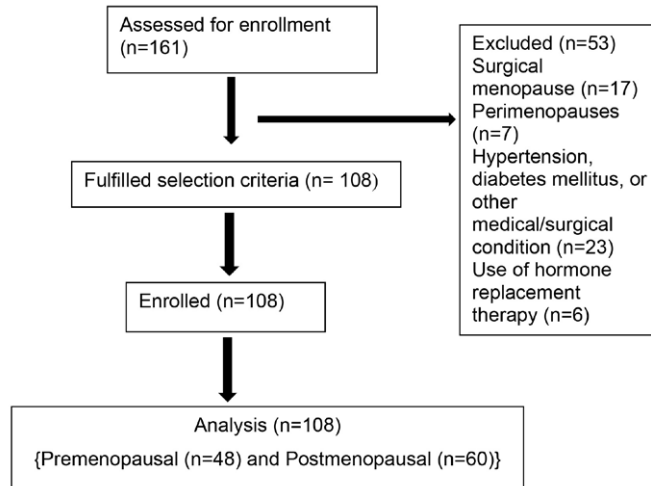 Assessed for enrollment
(n=161)
Excluded (n=53)
Surgical
menopause (n=17)
Perimenopauses
(n=7)
Hypertension,
diabetes mellitus, or
other
medical/surgical
condition (n=23)
Use of hormone
replacement
therapy (n=6)
Fulfilled selection criteria (n= 108)
Enrolled (n=108)
Analysis (n=108)
{Premenopausal (n=48) and Postmenopausal (n=60)}